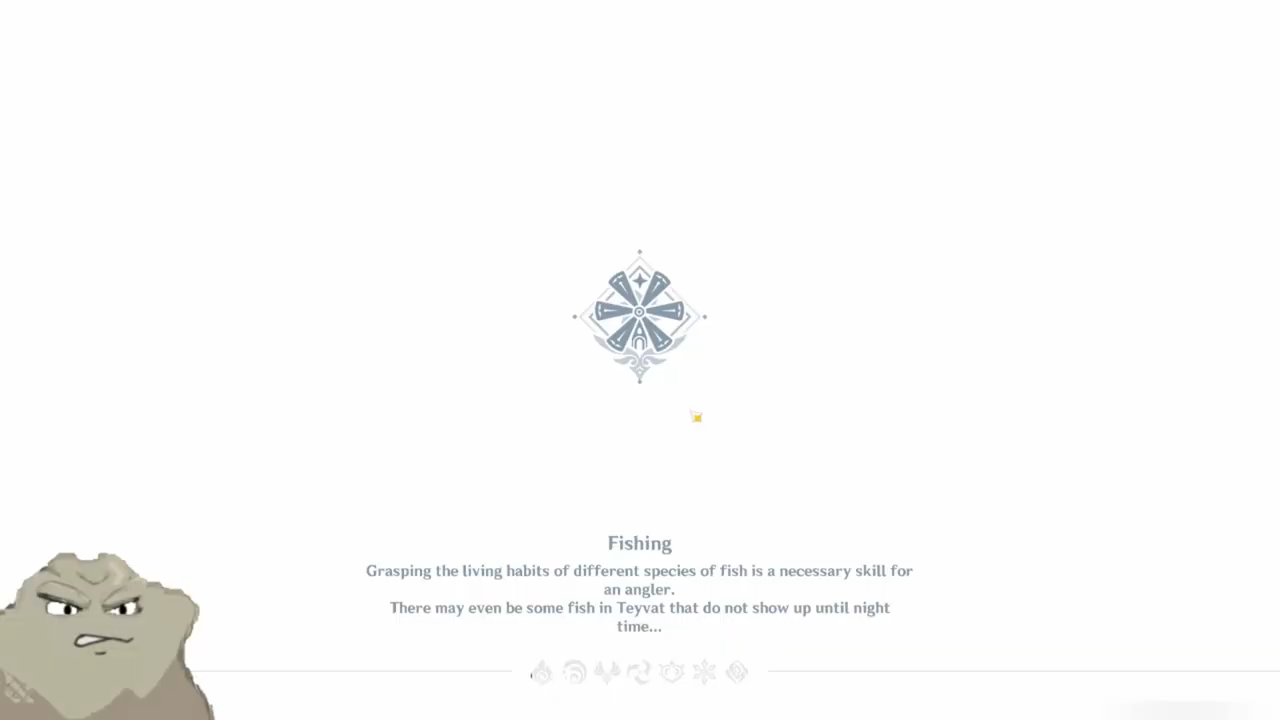 Fishing
Grasping the living habits of different species of fish is a necessary skill for
an angler.
There may even be some fish in Teyvat that do not show up until night
time...